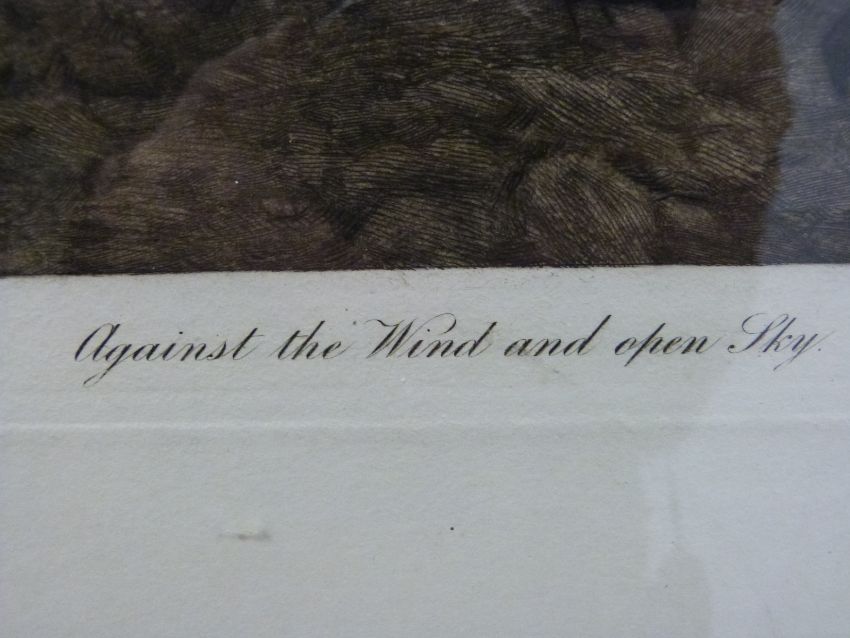 Against the Wind and open Sky.